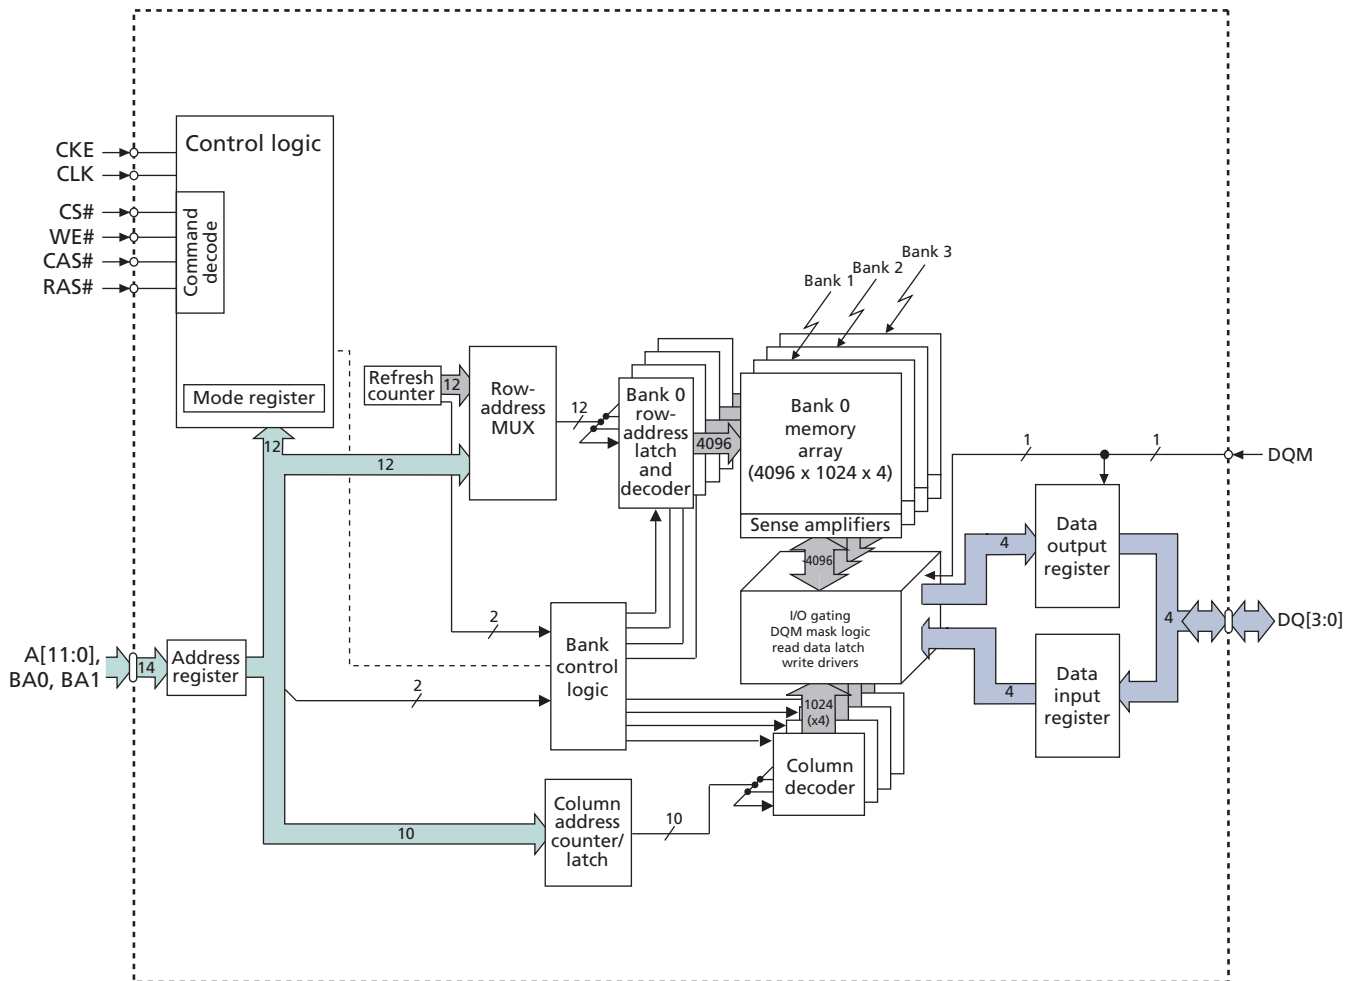 Control logic
CKE
CLK
CS#
WE#
CAS#
RAS#
Command
decode
Mode register
Bank 1
Bank 2
Bank 3
Refresh
counter
12
Row-
address
MUX
12
Bank 0
row-
address
latch
and
decoder
4096
Bank 0
memory
array
(4096 x 1024 x 4)
Sense amplifiers
12
12
1
1
DQM
4096
4
Data
output
register
I/O gating
DQM mask logic
read data latch
write drivers
2
Bank
control
logic
A[11:0],
BA0, BA1
14
Address
register
2
4
DQ[3:0]
4
Data
input
register
1024
(x4)
Column
decoder
10
Column
address
counter/
latch
10